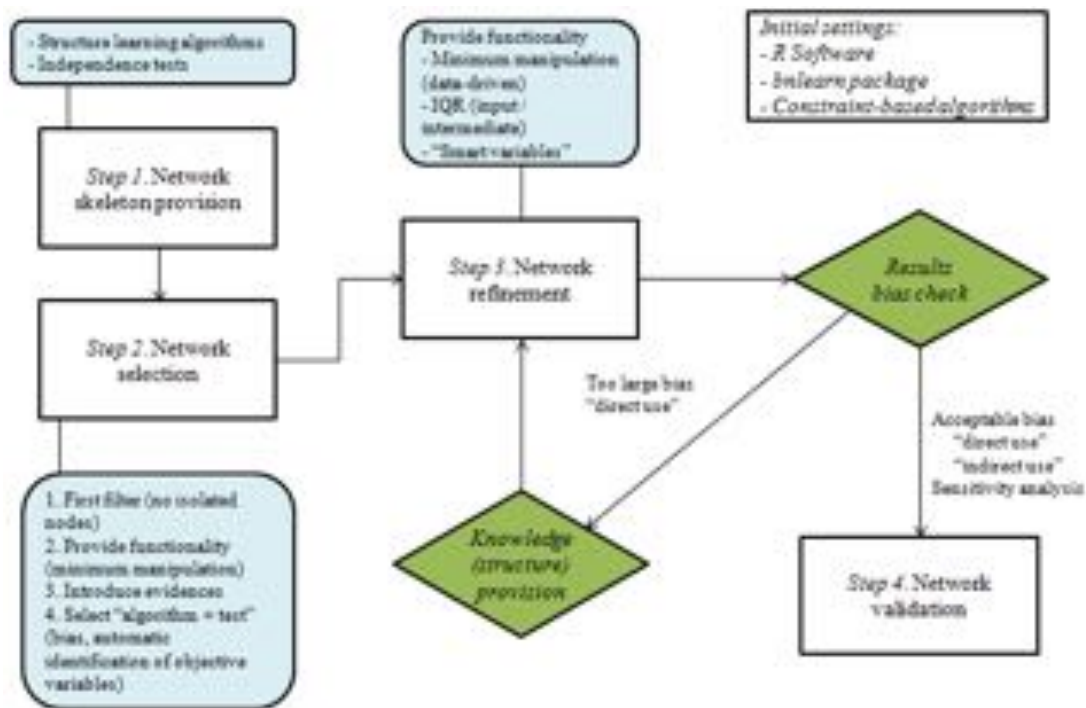 - Structure learning algorithms
- Independence tests
Provide functionality
- Minimum manipulation
(data-driven)
- IQR (input /
intermediate)
- "Smart variables"
Initial settings:
- R Software
- bnlearn package
- Constraint-based algorithms
Step 1. Network
skeleton provision
Step 2. Network
selection
Step 3. Network
refinement
Results
bias check
Too large bias
"direct use"
Acceptable bias
"direct use"
"indirect use"
Sensitivity analysis
1. First filter (no isolated
nodes)
2. Provide functionality
(minimum manipulation)
3. Introduce evidences
4. Select "algorithm + test"
(bias, automatic
identification of objective
variables)
Knowledge
(structure)
provision
Step 4. Network
validation